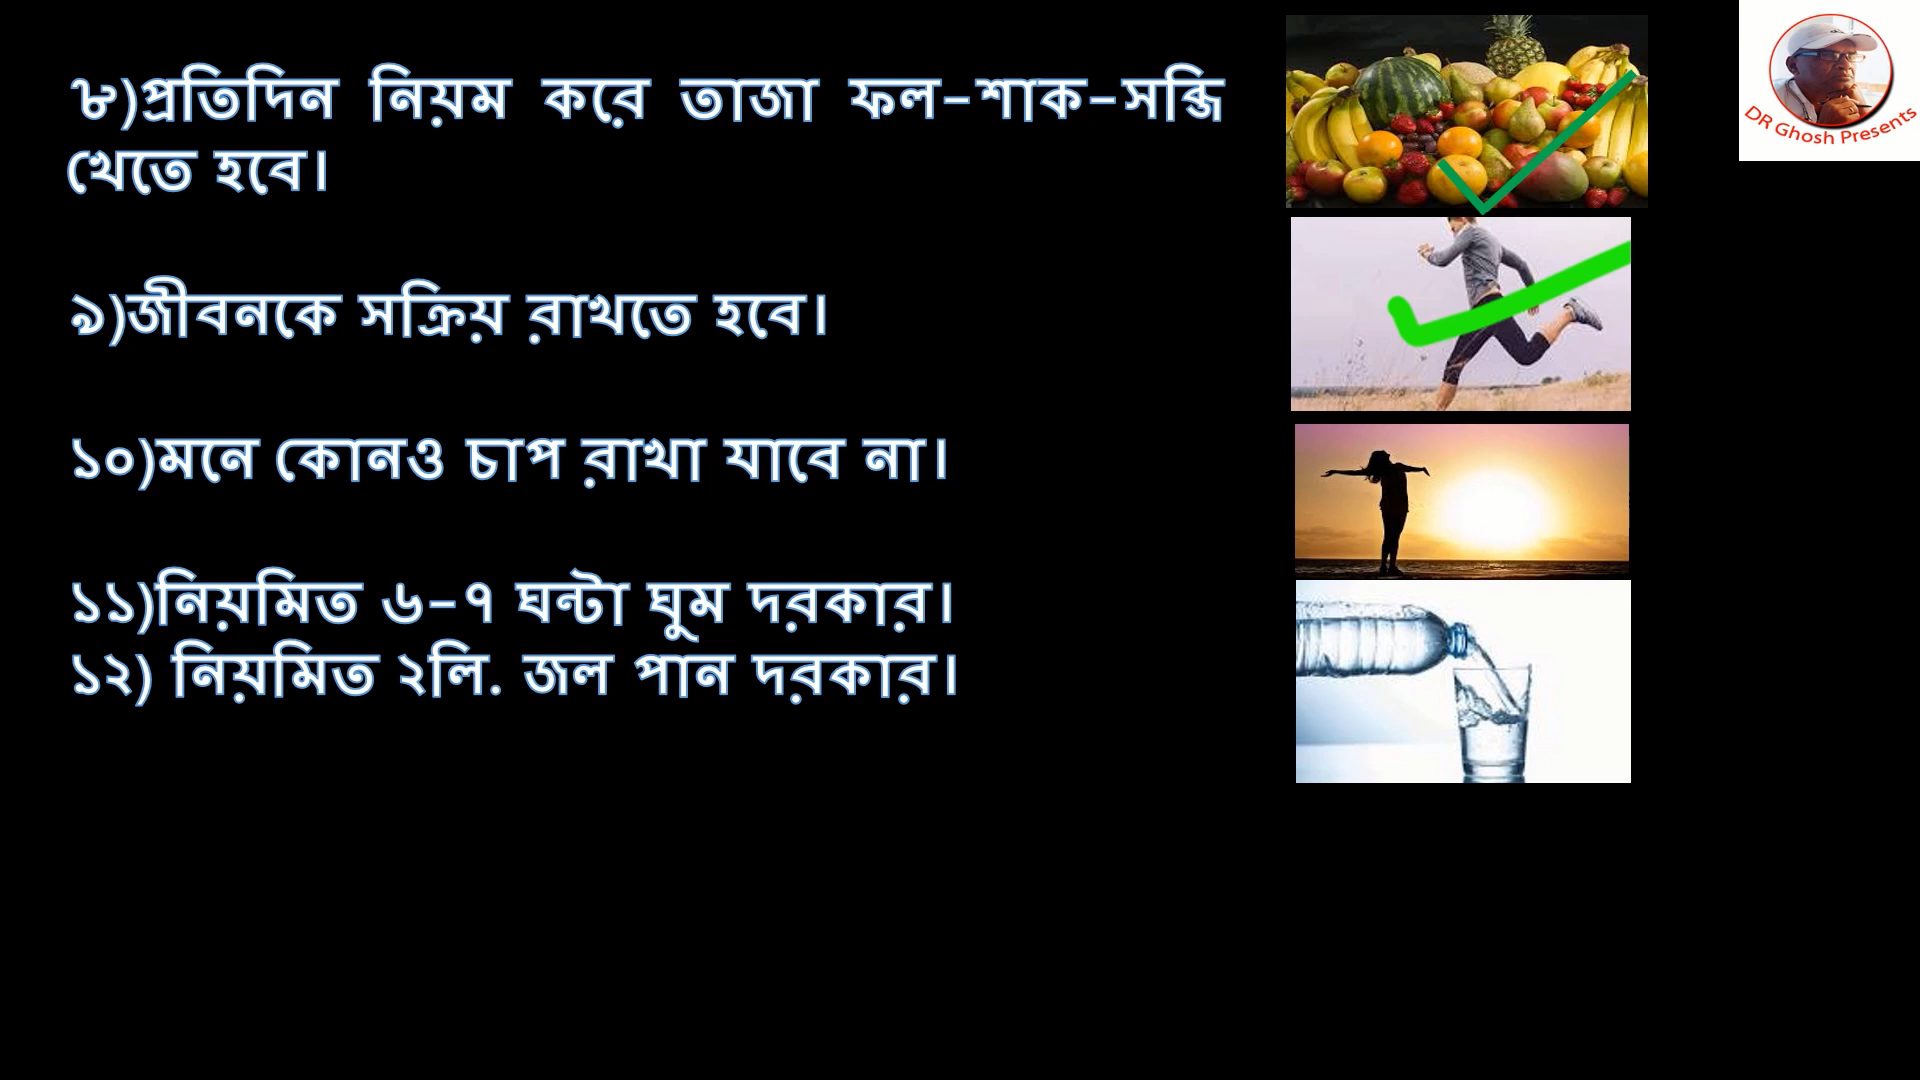 ৮)প্রতিদিন নিয়ম করে তাজা ফল-শাক-সব্জি
খেতে হবে।
৯)জীবনকে সক্রিয় রাখতে হবে।
১০)মনে কোনও চাপ রাখা যাবে না।
১১)নিয়মিত ৬-৭ ঘন্টা ঘুম দরকার।
১২) নিয়মিত ২লি. জল পান দরকার।
DR Ghosh Presents